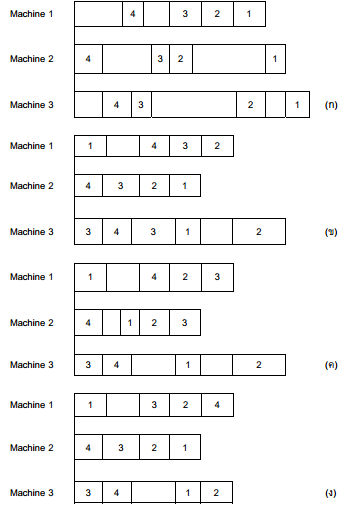 Machine 1 4 3 2 1
Machine 2 4 3 2 1
Machine 3 4 3 2 1 (ก)
Machine 1 1 4 3 2
Machine 2 4 3 2 1
Machine 3 3 4 3 1 2 (ข)
Machine 1 1 4 2 3
Machine 2 4 1 2 3
Machine 3 3 4 1 2 (ค)
Machine 1 1 3 2 4
Machine 2 4 3 2 1
Machine 3 3 4 1 2 (ง)